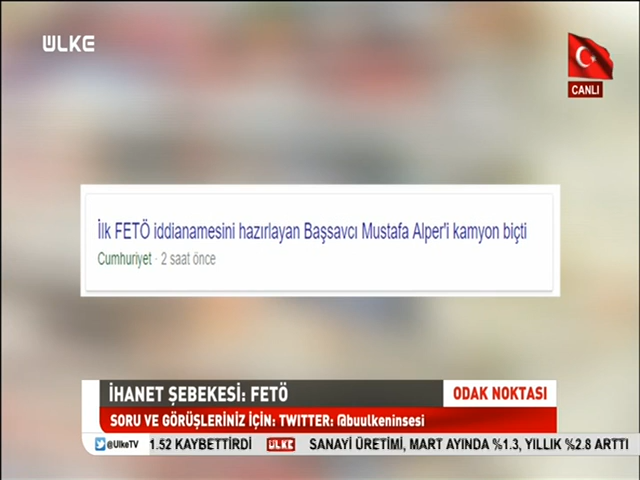 ÜLKE
CANLI
İlk FETÖ iddianamesini hazırlayan Başsavcı Mustafa Alper'i kamyon biçti
Cumhuriyet - 2 saat önce
İHANET ŞEBEKESİ: FETÖ
ODAK NOKTASI
SORU VE GÖRÜŞLERİNİZ İÇİN: TWITTER: @buulkeninsesi
@UlkeTV 1.52 KAYBETTİRDİ ÜLKE SANAYİ ÜRETİMİ, MART AYINDA %1.3, YILLIK %2.8 ARTTI